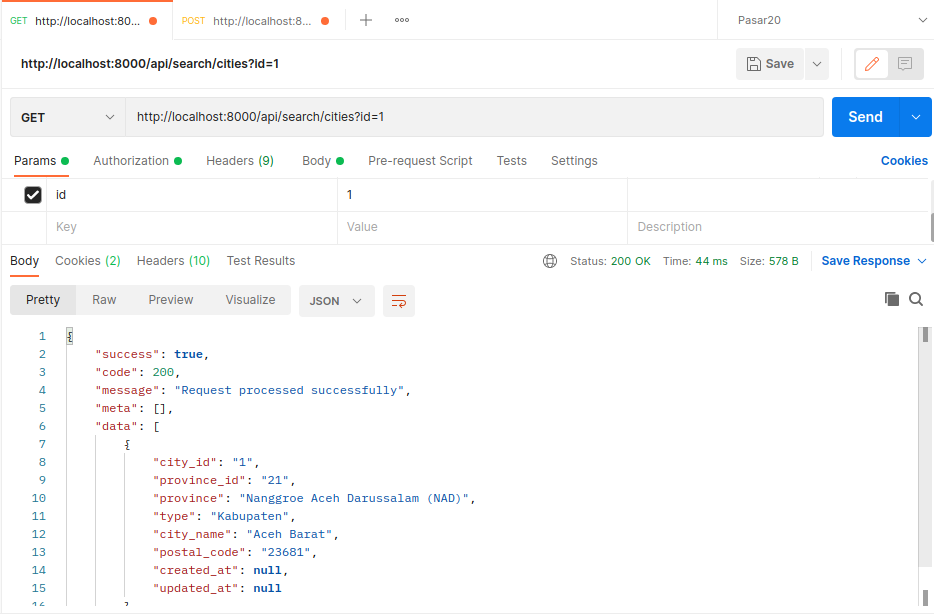 GET http://localhost:80... POST http://localhost:8... Pasar20
http://localhost:8000/api/search/cities?id=1 Save
GET http://localhost:8000/api/search/cities?id=1 Send
Params Authorization Headers (9) Body Pre-request Script Tests Settings Cookies
id 1
Key Value Description
Body Cookies (2) Headers (10) Test Results Status: 200 OK Time: 44 ms Size: 578 B Save Response
Pretty Raw Preview Visualize JSON
1 {
2 "success": true,
3 "code": 200,
4 "message": "Request processed successfully",
5 "meta": [],
6 "data": [
7 {
8 "city_id": "1",
9 "province_id": "21",
10 "province": "Nanggroe Aceh Darussalam (NAD)",
11 "type": "Kabupaten",
12 "city_name": "Aceh Barat",
13 "postal_code": "23681",
14 "created_at": null,
15 "updated_at": null
16 }